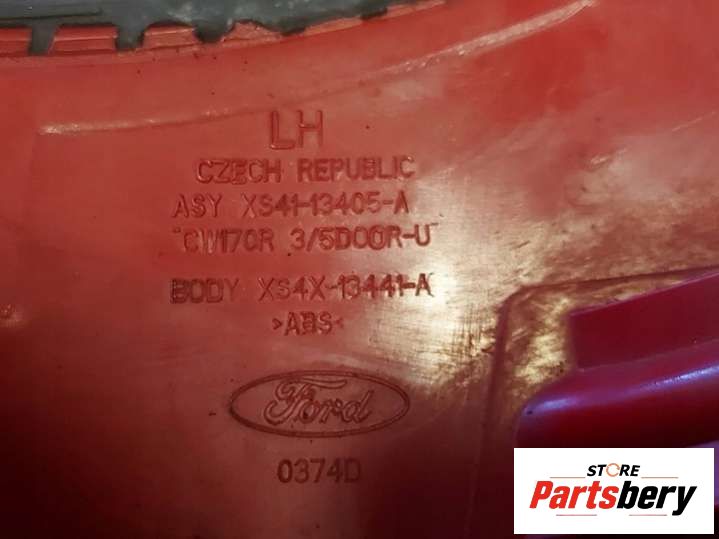 LH
CZECH REPUBLIC
ASY XS41-13405-A
"CW170R 3/5DOOR-U"
BODY XS4X-13441-A
>ABS<
Ford
0374D
STORE
Partsbery